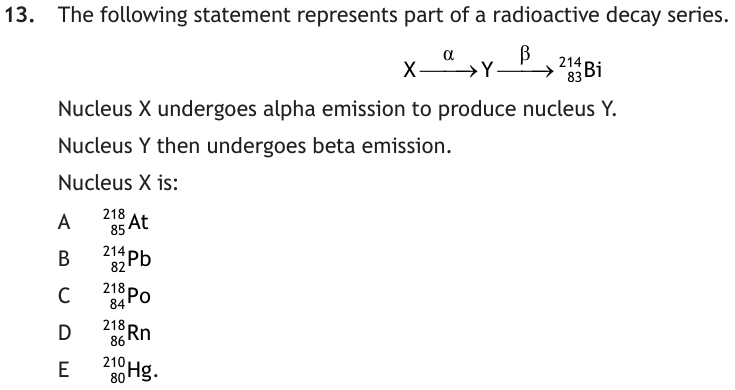 13. The following statement represents part of a radioactive decay series.
X —α→ Y —β→ ²¹⁴₈₃Bi
Nucleus X undergoes alpha emission to produce nucleus Y.
Nucleus Y then undergoes beta emission.
Nucleus X is:
A ²¹⁸₈₅At
B ²¹⁴₈₂Pb
C ²¹⁸₈₄Po
D ²¹⁸₈₆Rn
E ²¹⁰₈₀Hg.